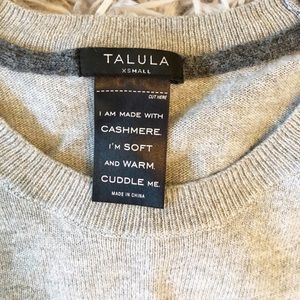 TALULA
XSMALL
CUT HERE
I AM MADE WITH
CASHMERE.
I'M SOFT
AND WARM.
CUDDLE ME.
MADE IN CHINA